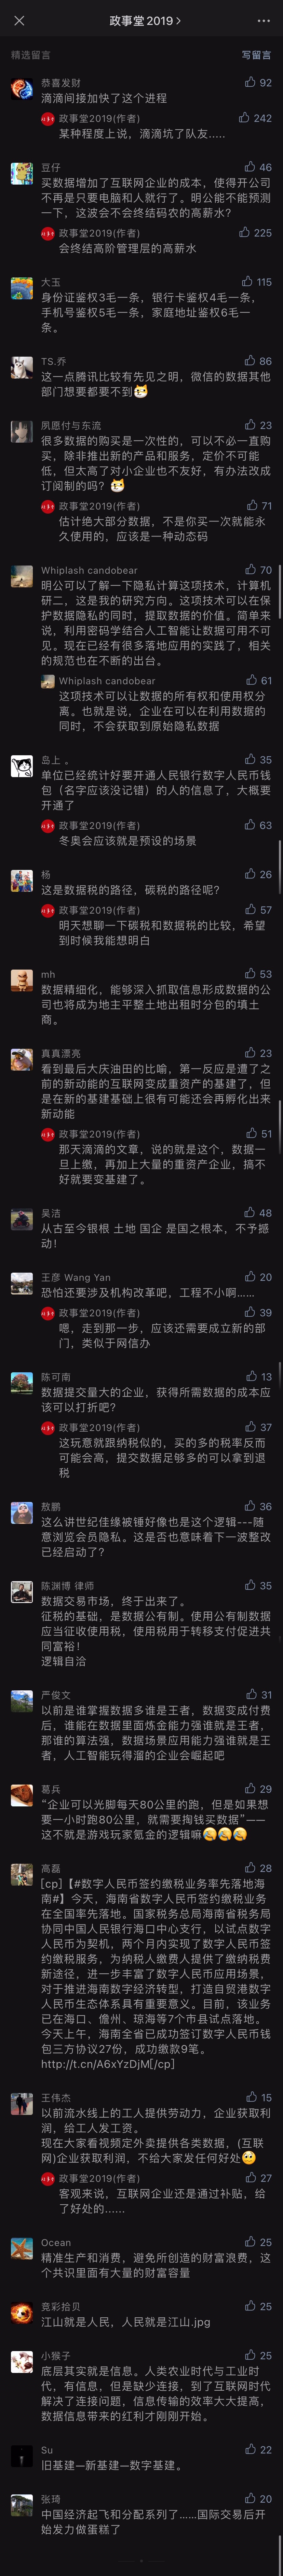 政事堂2019
精选留言
写留言
恭喜发财
92
滴滴间接加快了这个进程
政事堂2019(作者)
242
某种程度上说，滴滴坑了队友.....
豆仔
46
买数据增加了互联网企业的成本，使得开公司
不再是只要电脑和人就行了。明公能不能预测
一下，这波会不会终结码农的高薪水？
政事堂2019(作者)
225
会终结高阶管理层的高薪水
大玉
115
身份证鉴权3毛一条，银行卡鉴权4毛一条，
手机号鉴权5毛一条，家庭地址鉴权6毛一
条。
TS.乔
86
这一点腾讯比较有先见之明，微信的数据其他
部门想要都要不到
夙愿付与东流
23
很多数据的购买是一次性的，可以不必一直购
买，除非推出新的产品和服务，定价不可能
低，但太高了对小企业也不友好，有办法改成
订阅制的吗？
政事堂2019(作者)
71
估计绝大部分数据，不是你买一次就能永
久使用的，应该是一种动态码
Whiplash candobear
70
明公可以了解一下隐私计算这项技术，计算机
研二，这是我的研究方向。这项技术可以在保
护数据隐私的同时，提取数据的价值。简单来
说，利用密码学结合人工智能让数据可用不可
见。现在已经有很多落地应用的实践了，相关
的规范也在不断的出台。
Whiplash candobear
61
这项技术可以让数据的所有权和使用权分
离。也就是说，企业在可以在利用数据的
同时，不会获取到原始隐私数据
岛上 。
35
单位已经统计好要开通人民银行数字人民币钱
包（名字应该没记错）的人的信息了，大概要
开通了
政事堂2019(作者)
63
冬奥会应该就是预设的场景
杨
26
这是数据税的路径，碳税的路径呢？
政事堂2019(作者)
57
明天想聊一下碳税和数据税的比较，希望
到时候我能想明白
mh
53
数据精细化，能够深入抓取信息形成数据的公
司也将成为地主平整土地出租时分包的填土
商。
真真漂亮
23
看到最后大庆油田的比喻，第一反应是遭了之
前的新动能的互联网变成重资产的基建了，但
是在新的基建基础上很有可能还会再孵化出来
新动能
政事堂2019(作者)
51
那天滴滴的文章，说的就是这个，数据一
旦上缴，再加上大量的重资产企业，搞不
好就要变基建了。
吴洁
48
从古至今银根 土地 国企 是国之根本，不予撼
动！
王彦 Wang Yan
20
恐怕还要涉及机构改革吧，工程不小啊……
政事堂2019(作者)
39
嗯，走到那一步，应该还需要成立新的部
门，类似于网信办
陈可南
13
数据提交量大的企业，获得所需数据的成本应
该可以打折吧？
政事堂2019(作者)
37
这玩意就跟纳税似的，买的多的税率反而
可能会高，提交数据足够多的可以拿到退
税
敖鹏
36
这么讲世纪佳缘被锤好像也是这个逻辑---随
意浏览会员隐私。这是否也意味着下一波整改
已经启动了？
陈渊博 律师
35
数据交易市场，终于出来了。
征税的基础，是数据公有制。使用公有制数据
应当征收使用税，使用税用于转移支付促进共
同富裕！
逻辑自洽
严俊文
31
以前是谁掌握数据多谁是王者，数据变成付费
后，谁能在数据里面炼金能力强谁就是王者，
那谁的算法强，数据场景应用能力强谁就是王
者，人工智能玩得溜的企业会崛起吧
葛兵
29
“企业可以光脚每天80公里的跑，但是如果想
要一小时跑80公里，就需要掏钱买数据”——
这不就是游戏玩家氪金的逻辑嘛
高磊
28
[cp]【#数字人民币签约缴税业务率先落地海
南#】今天，海南省数字人民币签约缴税业务
在全国率先落地。国家税务总局海南省税务局
协同中国人民银行海口中心支行，以试点数字
人民币为契机，两个月内实现了数字人民币签
约缴税服务，为纳税人缴费人提供了缴纳税费
新途径，进一步丰富了数字人民币应用场景，
对于推进海南数字经济转型，打造自贸港数字
人民币生态体系具有重要意义。目前，该业务
已在海口、儋州、琼海等7个市县试点落地。
今天上午，海南全省已成功签订数字人民币钱
包三方协议27份，成功缴款9笔。
http://t.cn/A6xYzDjM[/cp]
王伟杰
15
以前流水线上的工人提供劳动力，企业获取利
润，给工人发工资。
现在大家看视频定外卖提供各类数据，(互联
网)企业获取利润，不给大家发任何好处
政事堂2019(作者)
27
客观来说，互联网企业还是通过补贴，给
了好处的……
Ocean
25
精准生产和消费，避免所创造的财富浪费，这
个共识里面有大量的财富容量
竞彩拾贝
25
江山就是人民，人民就是江山.jpg
小猴子
25
底层其实就是信息。人类农业时代与工业时
代，有信息，但是缺少连接，到了互联网时代
解决了连接问题，信息传输的效率大大提高，
数据信息带来的红利才刚刚开始。
Su
22
旧基建—新基建—数字基建。
张琦
20
中国经济起飞和分配系列了……国际交易后开
始发力做蛋糕了